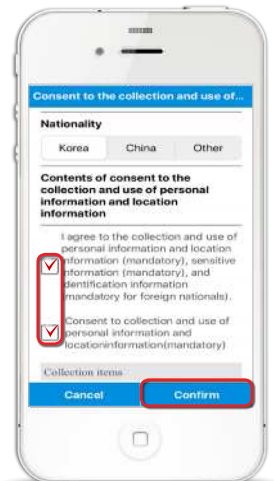 Consent to the collection and use of...
Nationality
Korea China Other
Contents of consent to the
collection and use of personal
information and location
information
I agree to the collection and use of
personal information and location
information (mandatory), sensitive
information (mandatory), and
identification information
mandatory for foreign nationals).
Consent to collection and use of
personal information and
locationinformation(mandatory)
Collection items
Cancel Confirm